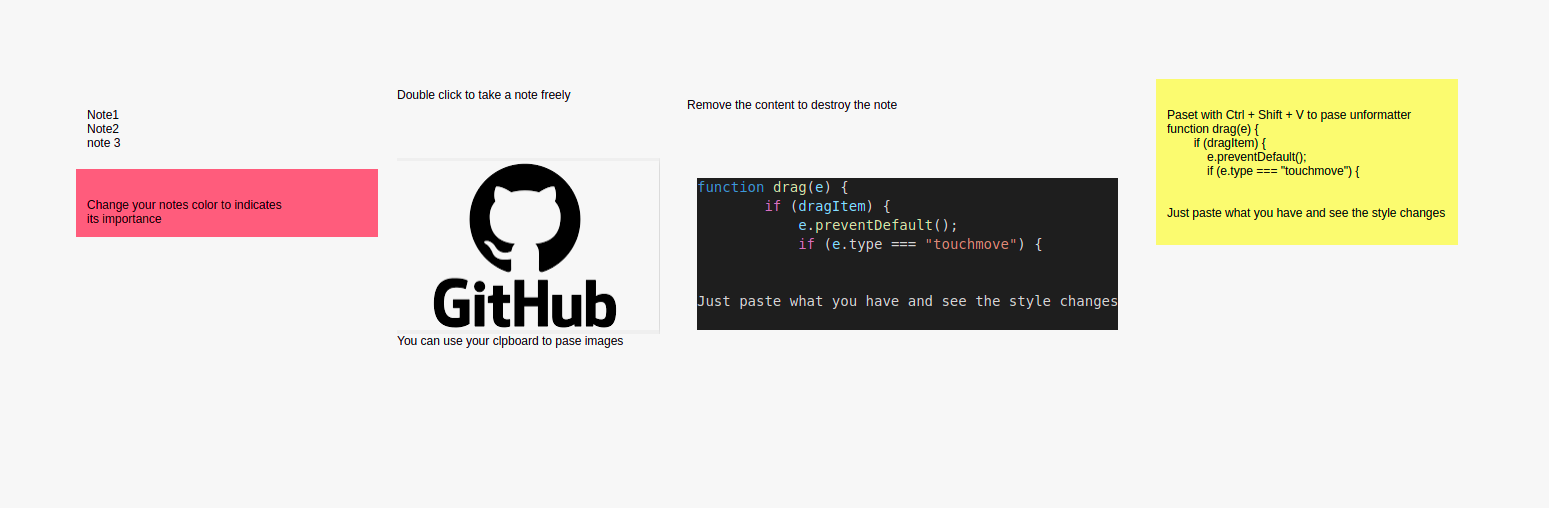 Note1
Note2
note 3
Change your notes color to indicates
its importance
Double click to take a note freely
GitHub
You can use your clpboard to pase images
Remove the content to destroy the note
function drag(e) {
        if (dragItem) {
            e.preventDefault();
            if (e.type === "touchmove") {
Just paste what you have and see the style changes
Paset with Ctrl + Shift + V to pase unformatter
function drag(e) {
        if (dragItem) {
            e.preventDefault();
            if (e.type === "touchmove") {
Just paste what you have and see the style changes